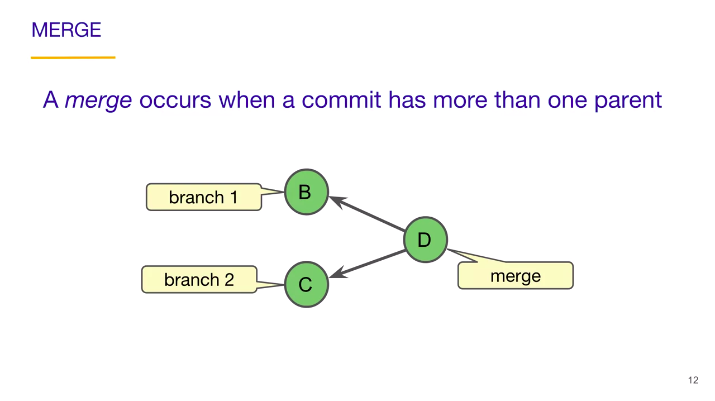 MERGE
A merge occurs when a commit has more than one parent
branch 1
B
D
branch 2
C
merge
12